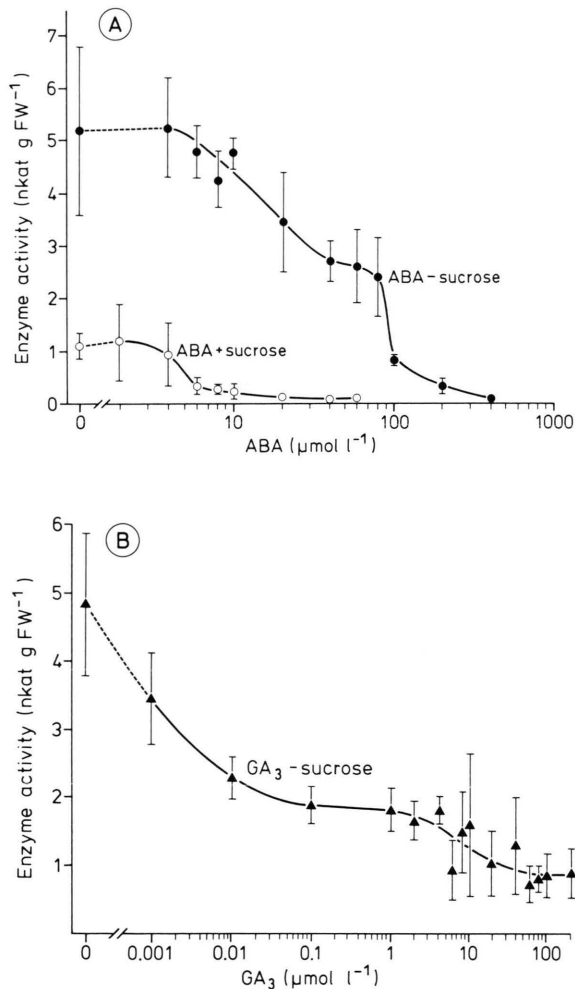 A
Enzyme activity (nkat g FW⁻¹)
7
6
5
4
3
2
1
0
ABA − sucrose
ABA + sucrose
0 10 100 1000
ABA (µmol l⁻¹)
B
Enzyme activity (nkat g FW⁻¹)
6
5
4
3
2
1
GA₃ − sucrose
0 0.001 0.01 0.1 1 10 100
GA₃ (µmol l⁻¹)